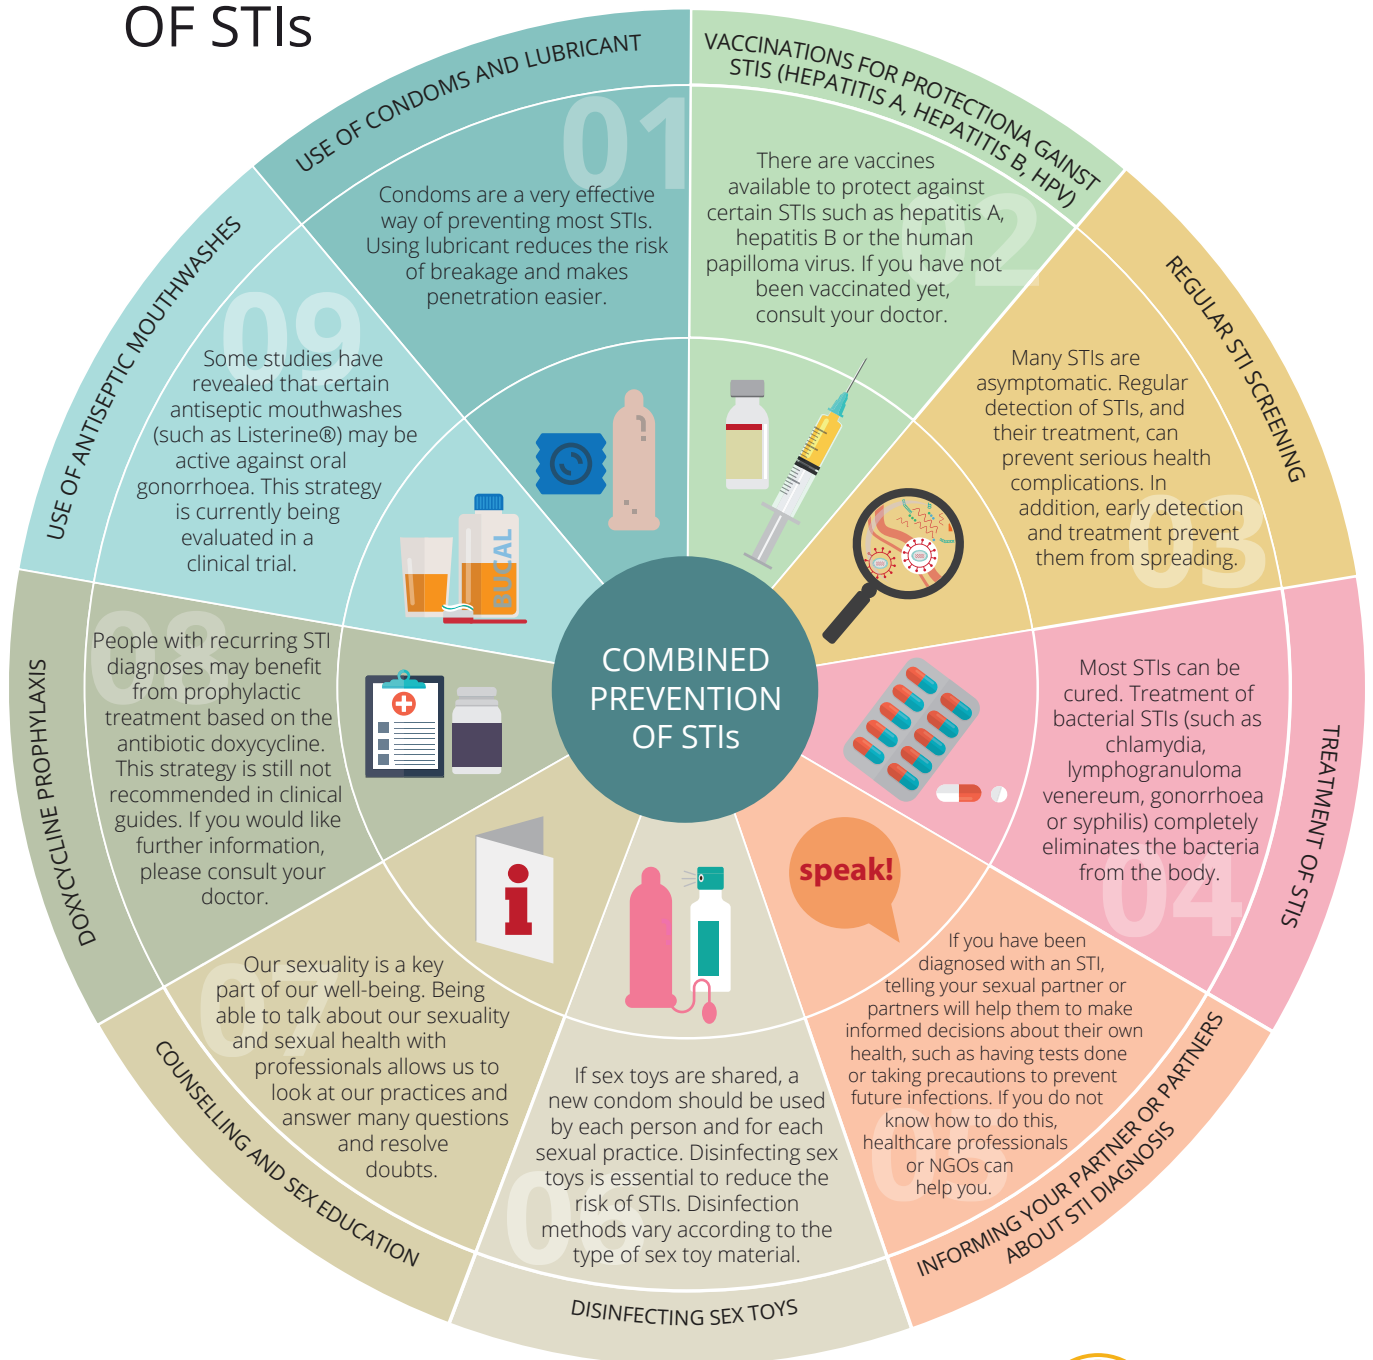 OF STIs
USE OF CONDOMS AND LUBRICANT
01
Condoms are a very effective
way of preventing most STIs.
Using lubricant reduces the risk
of breakage and makes
penetration easier.
VACCINATIONS FOR PROTECTIONA GAINST
STIS (HEPATITIS A, HEPATITIS B, HPV)
02
There are vaccines
available to protect against
certain STIs such as hepatitis A,
hepatitis B or the human
papilloma virus. If you have not
been vaccinated yet,
consult your doctor.
REGULAR STI SCREENING
03
Many STIs are
asymptomatic. Regular
detection of STIs, and
their treatment, can
prevent serious health
complications. In
addition, early detection
and treatment prevent
them from spreading.
TREATMENT OF STIS
04
Most STIs can be
cured. Treatment of
bacterial STIs (such as
chlamydia,
lymphogranuloma
venereum, gonorrhoea
or syphilis) completely
eliminates the bacteria
from the body.
INFORMING YOUR PARTNER OR PARTNERS
ABOUT STI DIAGNOSIS
05
speak!
If you have been
diagnosed with an STI,
telling your sexual partner or
partners will help them to make
informed decisions about their own
health, such as having tests done
or taking precautions to prevent
future infections. If you do not
know how to do this,
healthcare professionals
or NGOs can
help you.
DISINFECTING SEX TOYS
06
If sex toys are shared, a
new condom should be used
by each person and for each
sexual practice. Disinfecting sex
toys is essential to reduce the
risk of STIs. Disinfection
methods vary according to the
type of sex toy material.
COUNSELLING AND SEX EDUCATION
07
i
Our sexuality is a key
part of our well-being. Being
able to talk about our sexuality
and sexual health with
professionals allows us to
look at our practices and
answer many questions
and resolve
doubts.
DOXYCYCLINE PROPHYLAXIS
08
People with recurring STI
diagnoses may benefit
from prophylactic
treatment based on the
antibiotic doxycycline.
This strategy is still not
recommended in clinical
guides. If you would like
further information,
please consult your
doctor.
USE OF ANTISEPTIC MOUTHWASHES
09
Some studies have
revealed that certain
antiseptic mouthwashes
(such as Listerine®) may be
active against oral
gonorrhoea. This strategy
is currently being
evaluated in a
clinical trial.
BUCAL
COMBINED
PREVENTION
OF STIs